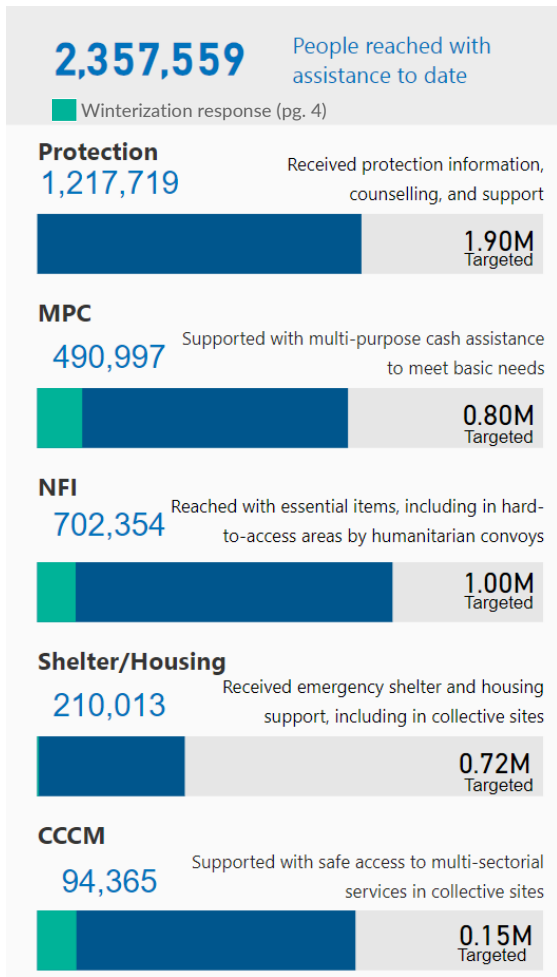 2,357,559
People reached with
assistance to date
Winterization response (pg. 4)
Protection
1,217,719
Received protection information,
counselling, and support
1.90M
Targeted
MPC
490,997
Supported with multi-purpose cash assistance
to meet basic needs
0.80M
Targeted
NFI
702,354
Reached with essential items, including in hard-
to-access areas by humanitarian convoys
1.00M
Targeted
Shelter/Housing
210,013
Received emergency shelter and housing
support, including in collective sites
0.72M
Targeted
CCCM
94,365
Supported with safe access to multi-sectorial
services in collective sites
0.15M
Targeted